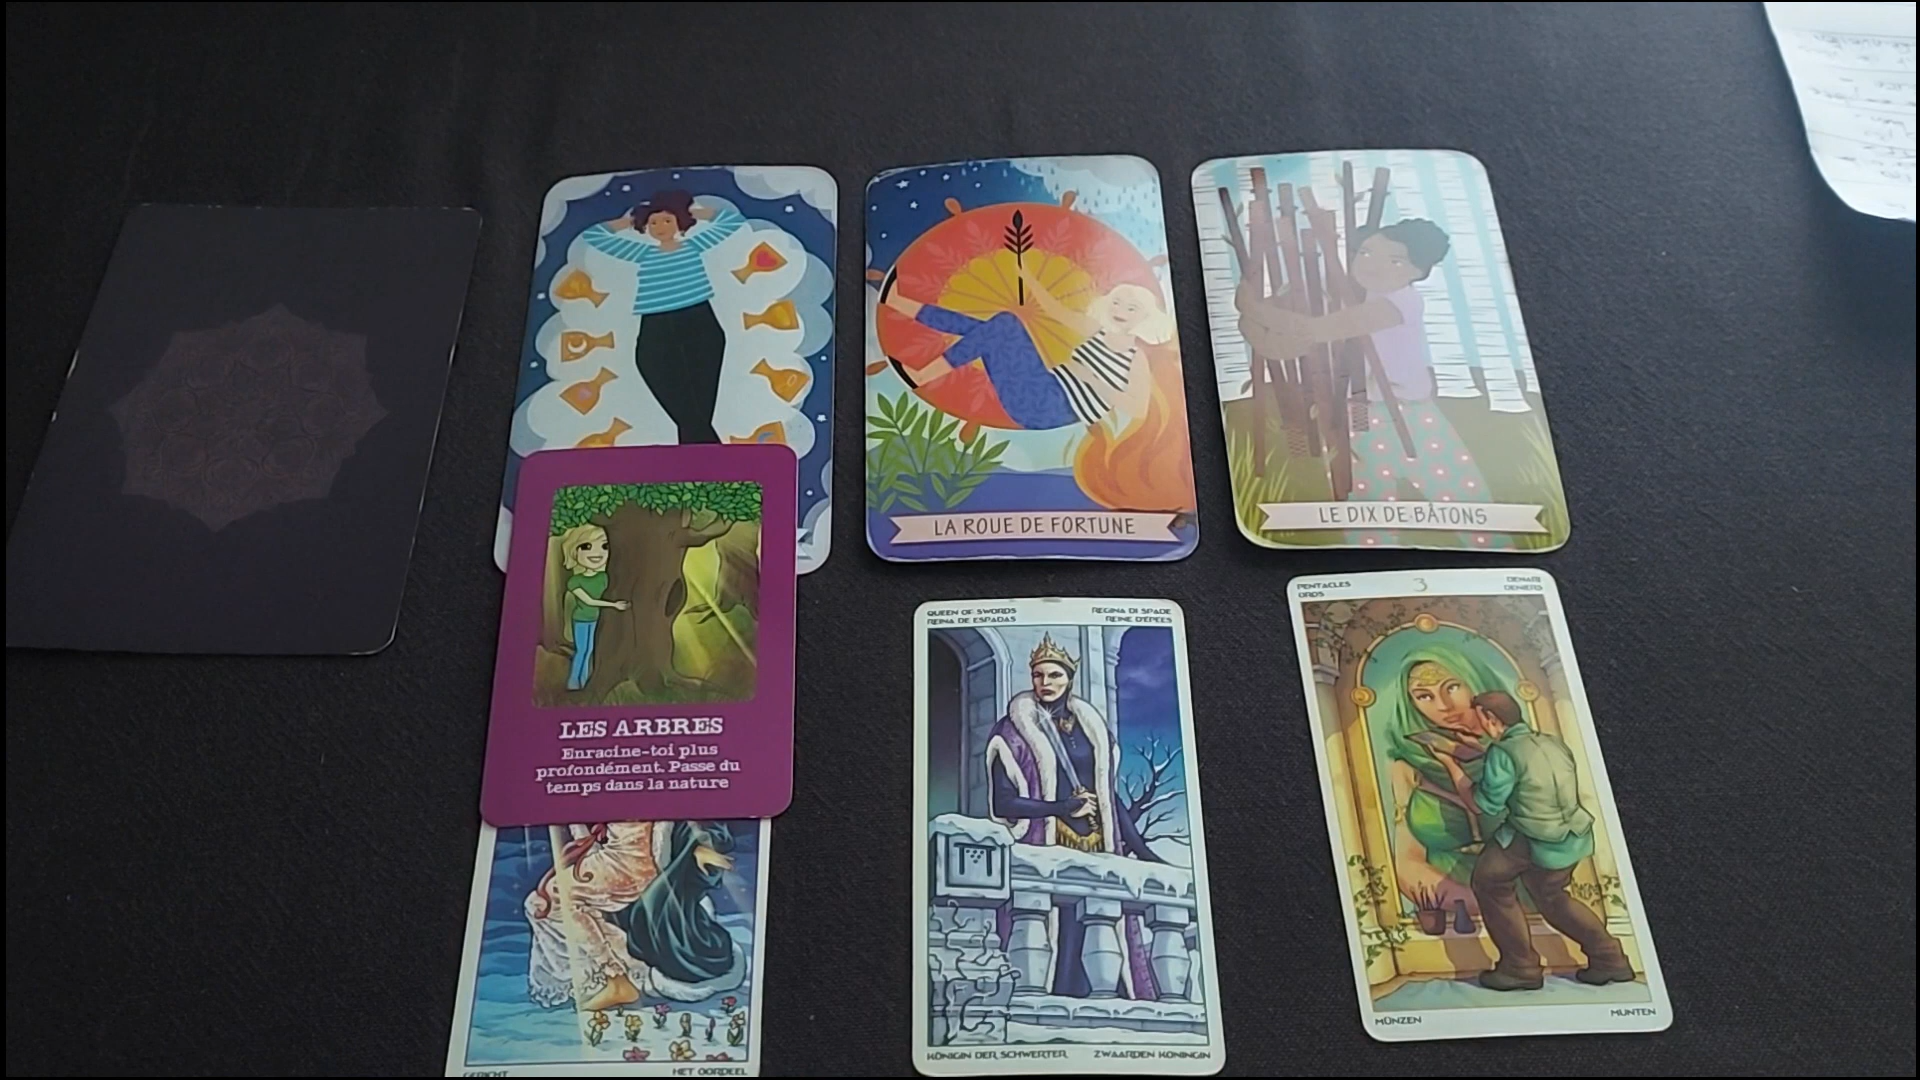 LA ROUE DE FORTUNE
LE DIX DE BÂTONS
LES ARBRES
Enracine-toi plus
profondément. Passe du
temps dans la nature
GERICHT
HET OORDEEL
QUEEN OF SWORDS
REINA DE ESPADAS
REGINA DI SPADE
REINE D'ÉPÉES
KÖNIGIN DER SCHWERTER
ZWAARDEN KONINGIN
PENTACLES
OROS
3
DENARI
DENIERS
MÜNZEN
MUNTEN